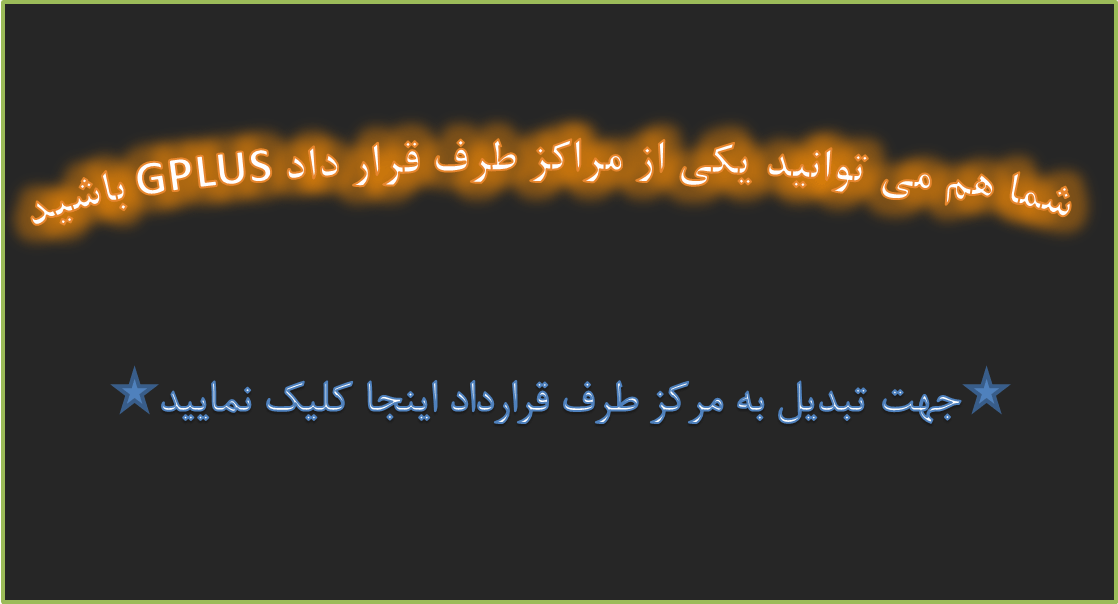 شما هم می توانید یکی از مراکز طرف قرار داد GPLUS باشید
جهت تبدیل به مرکز طرف قرارداد اینجا کلیک نمایید